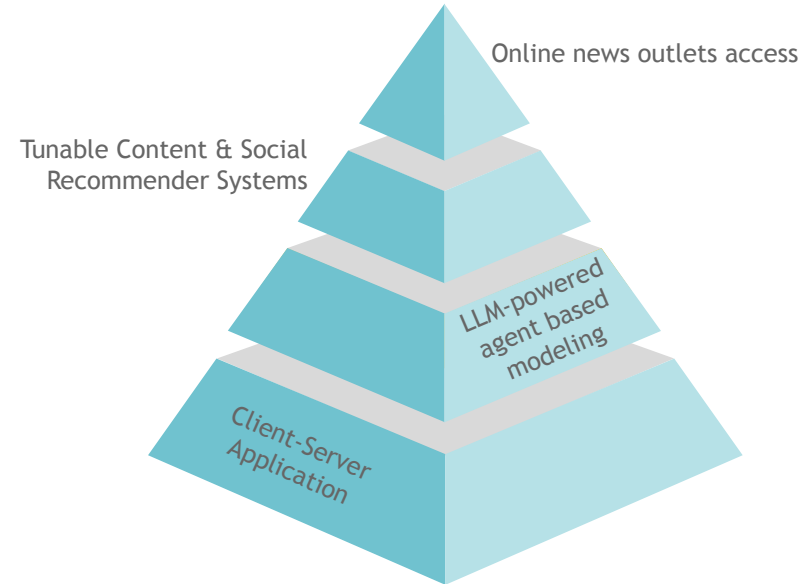 Online news outlets access
Tunable Content & Social
Recommender Systems
LLM-powered
agent based
modeling
Client-Server
Application